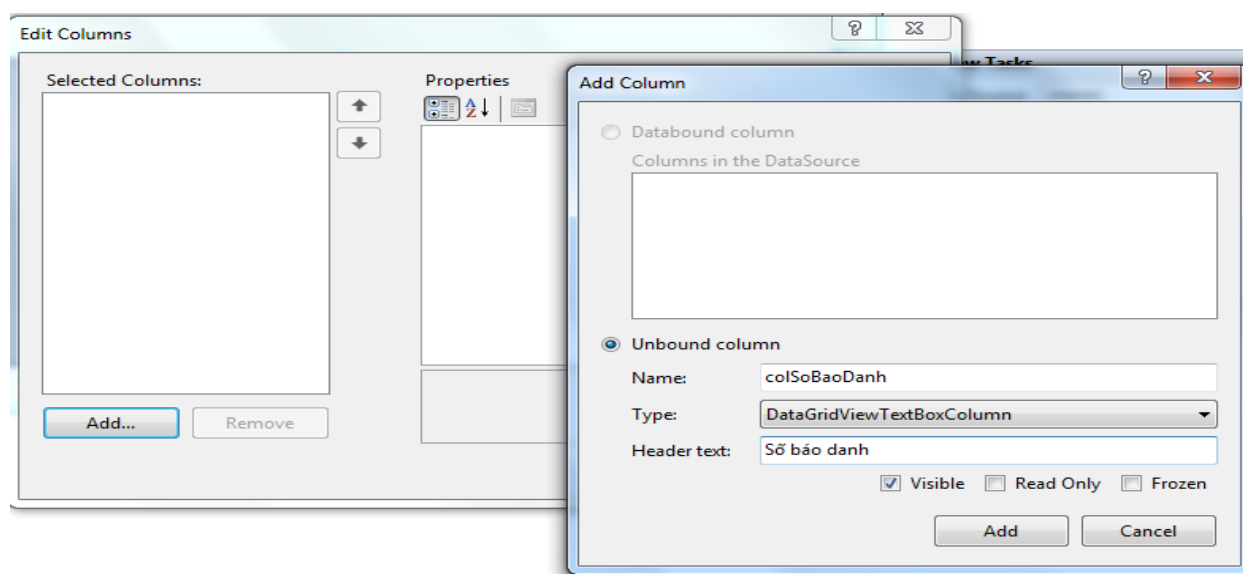 Edit Columns
Selected Columns:
Properties
Add...
Remove
w Tasks
Add Column
Databound column
Columns in the DataSource
Unbound column
Name: colSoBaoDanh
Type: DataGridViewTextBoxColumn
Header text: Số báo danh
Visible Read Only Frozen
Add Cancel